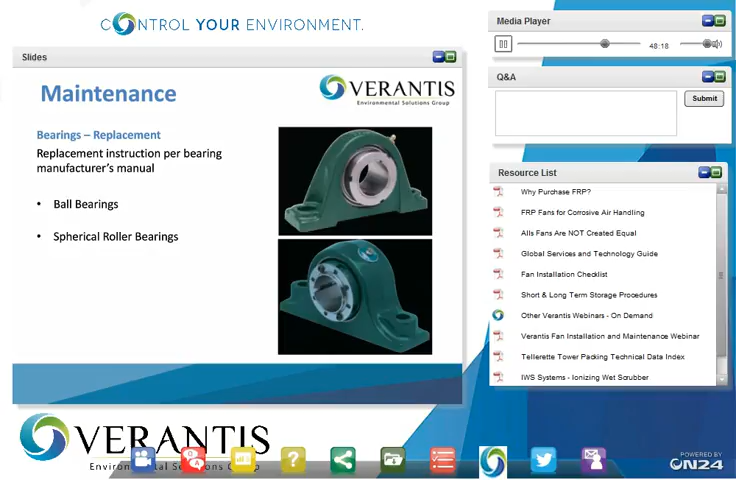 CONTROL YOUR ENVIRONMENT.
Slides
Maintenance
VERANTIS
Environmental Solutions Group
Bearings – Replacement
Replacement instruction per bearing
manufacturer's manual
• Ball Bearings
• Spherical Roller Bearings
VERANTIS
Environmental Solutions Group
Media Player
48:18
Q&A
Submit
Resource List
Why Purchase FRP?
FRP Fans for Corrosive Air Handling
Alls Fans Are NOT Created Equal
Global Services and Technology Guide
Fan Installation Checklist
Short & Long Term Storage Procedures
Other Verantis Webinars - On Demand
Verantis Fan Installation and Maintenance Webinar
Tellerette Tower Packing Technical Data Index
IWS Systems - Ionizing Wet Scrubber
POWERED BY
ON24